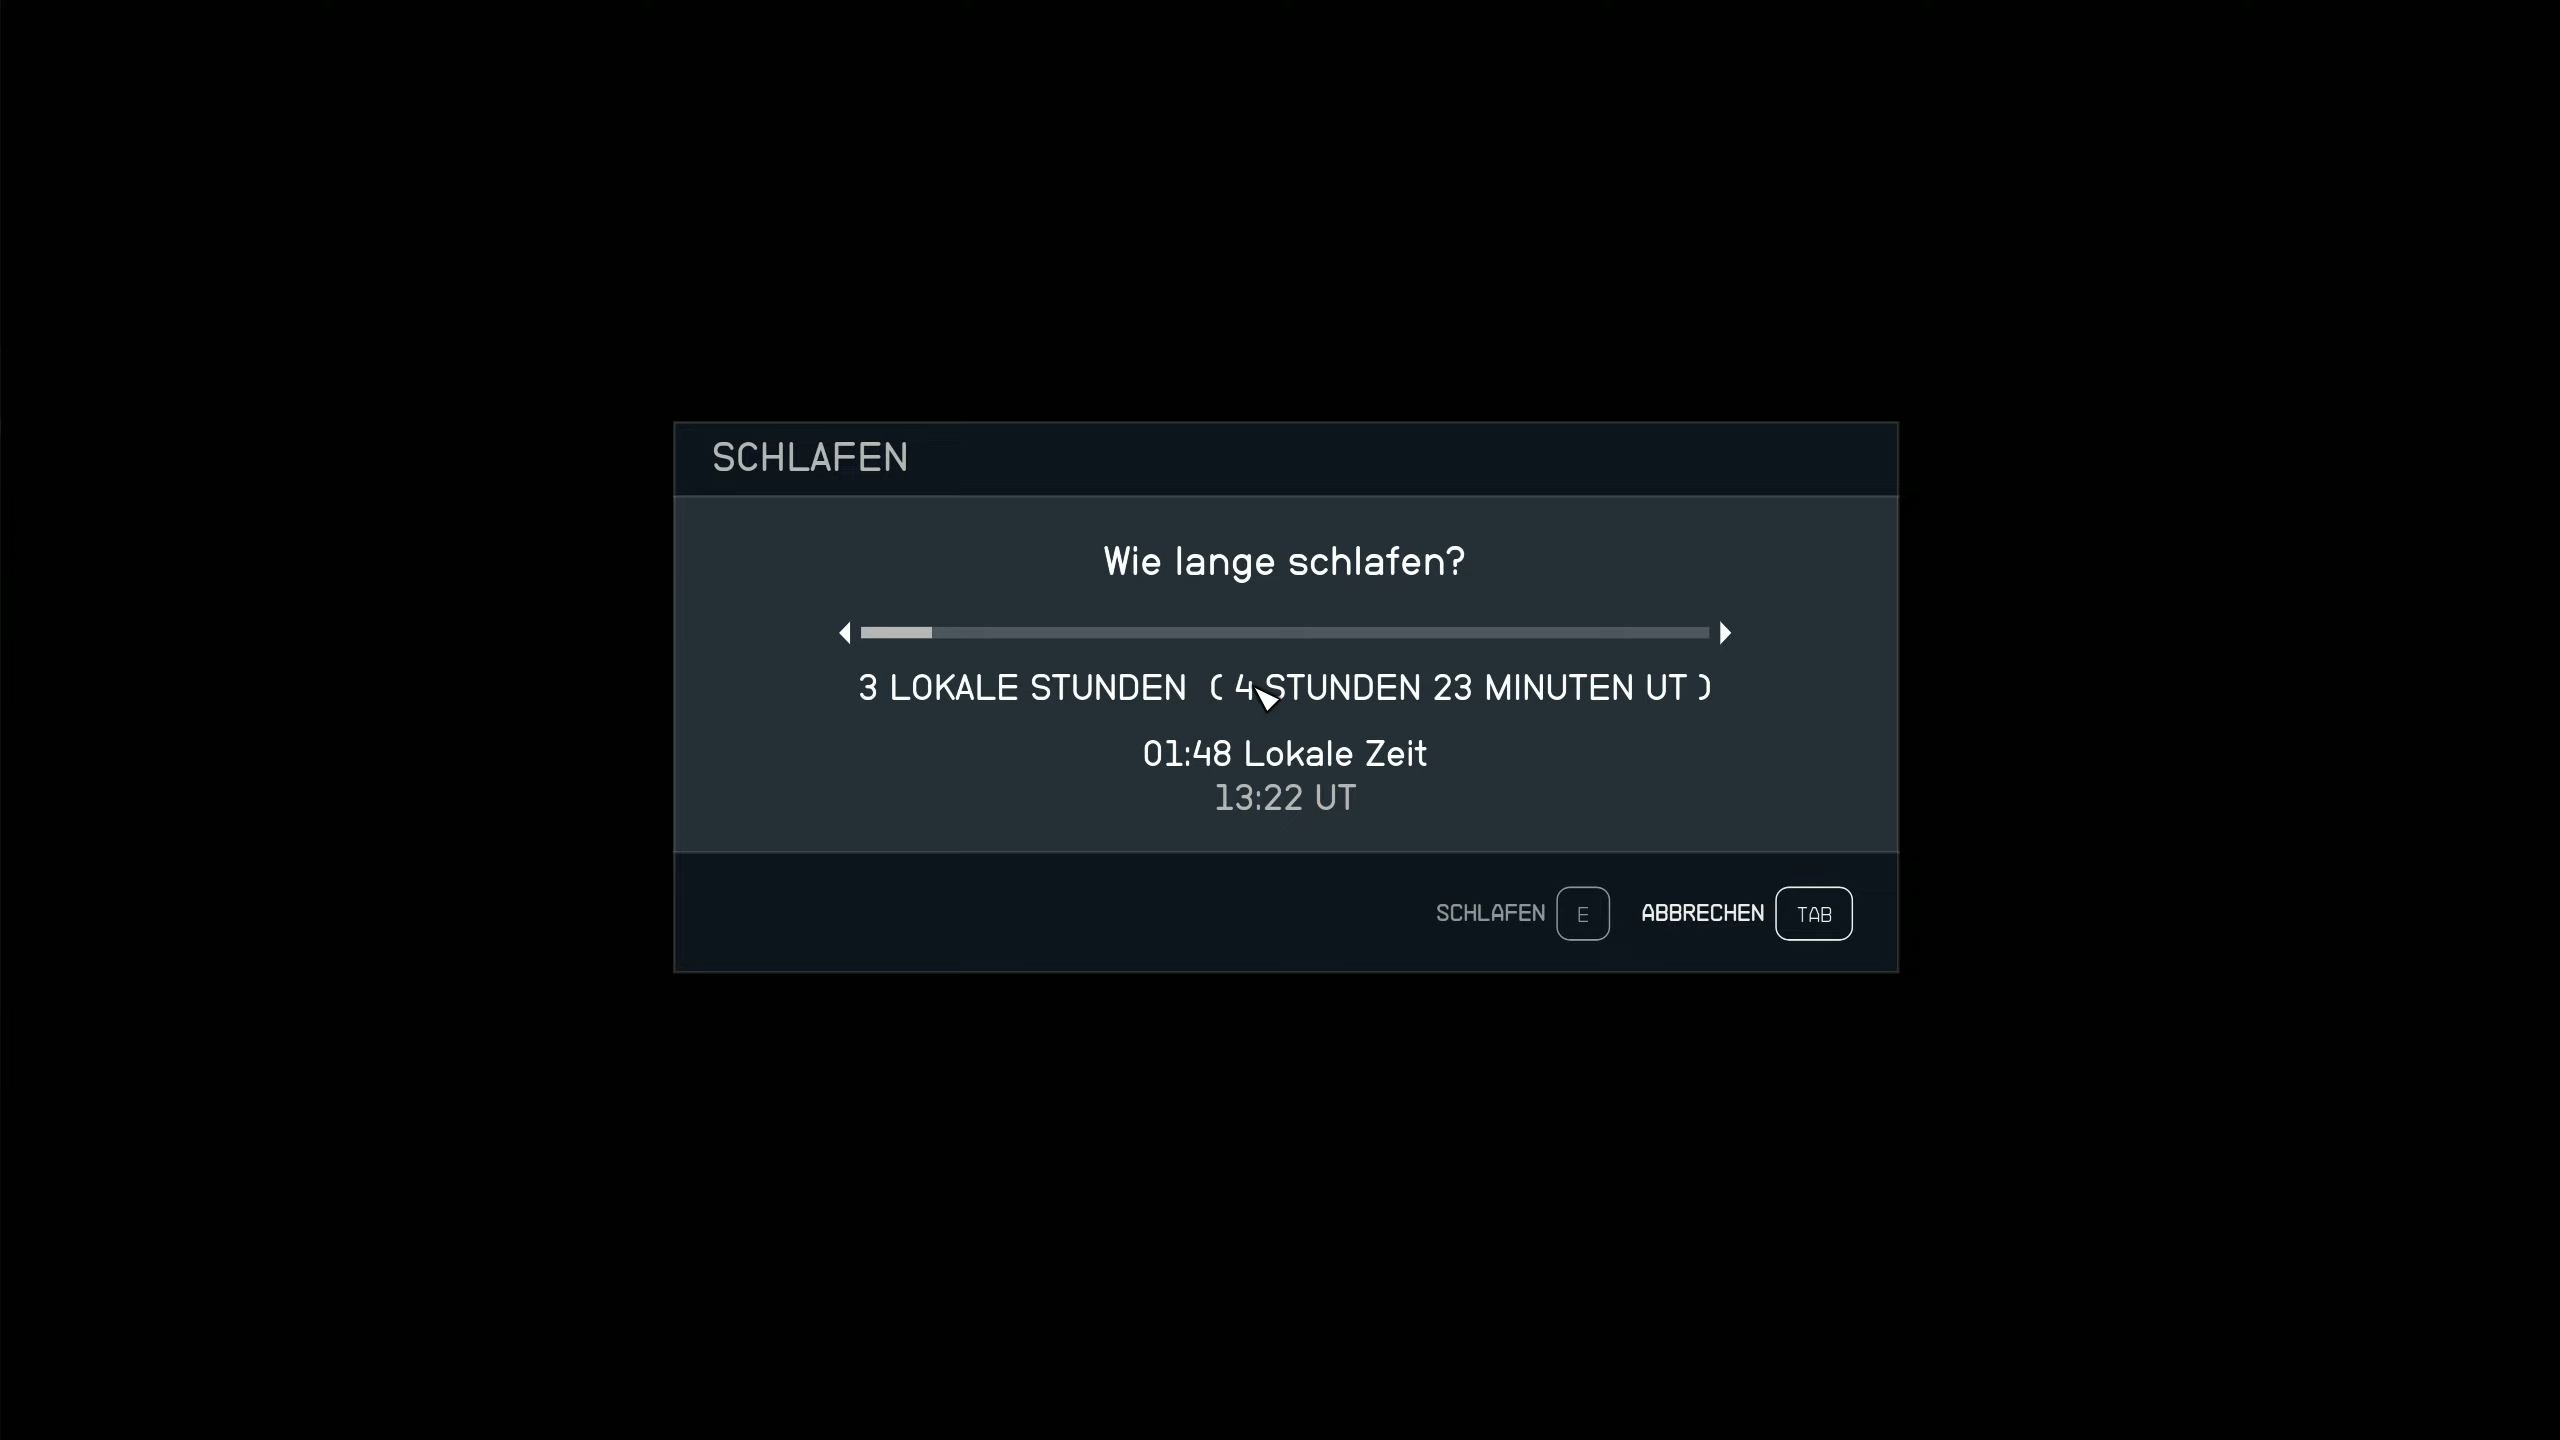 SCHLAFEN
Wie lange schlafen?
3 LOKALE STUNDEN ( 4 STUNDEN 23 MINUTEN UT )
01:48 Lokale Zeit
13:22 UT
SCHLAFEN E ABBRECHEN TAB